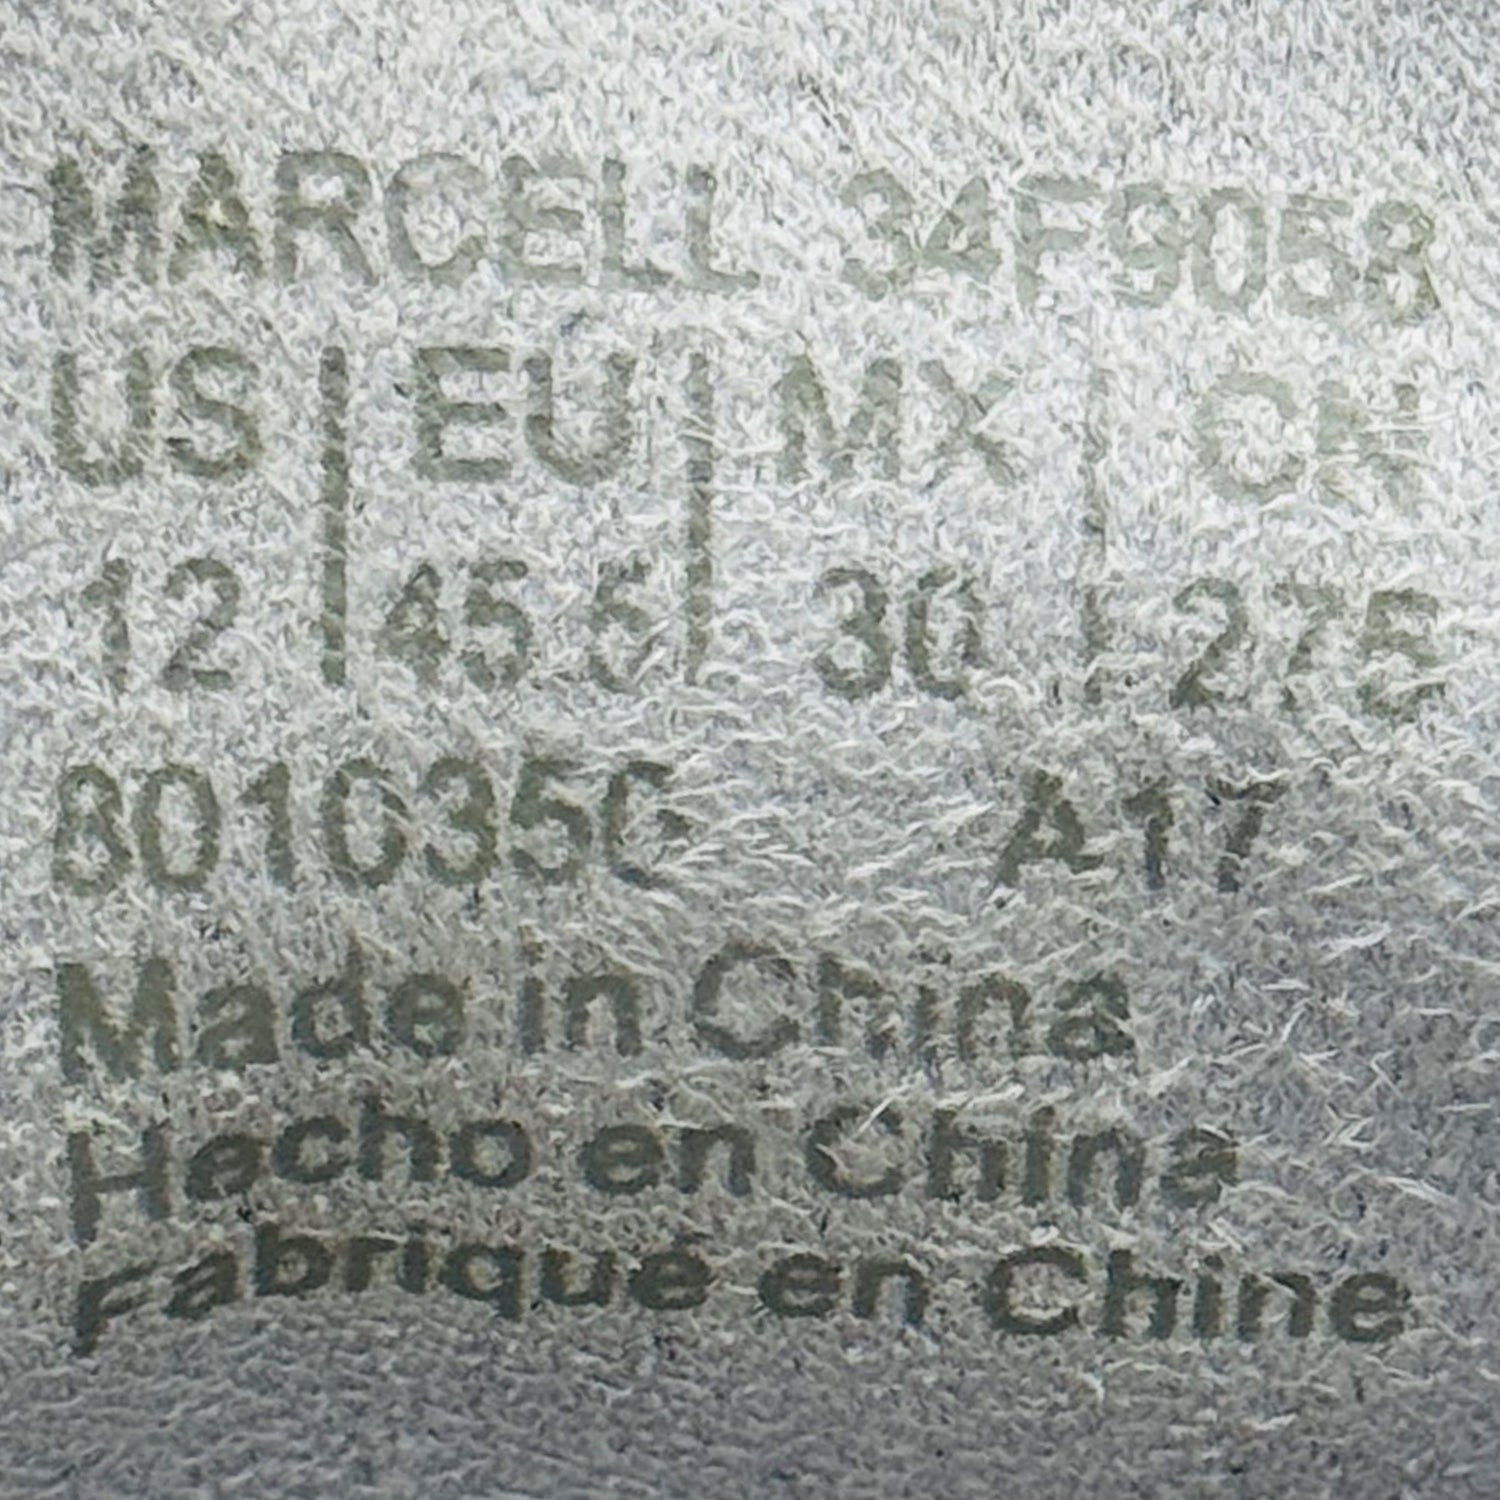 MARCELL 34F9058
US | EU | MX | CN
12 | 45.5 | 30 | 275
801035C A17
Made in China
Hecho en China
Fabriqué en Chine